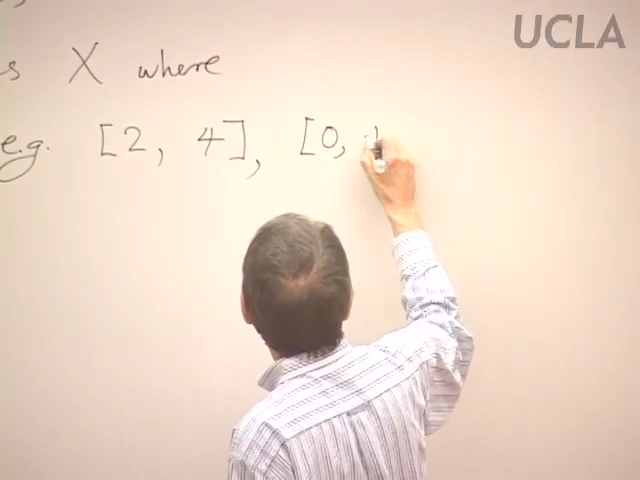 UCLA
s X where
e.g. [2, 4], [0,